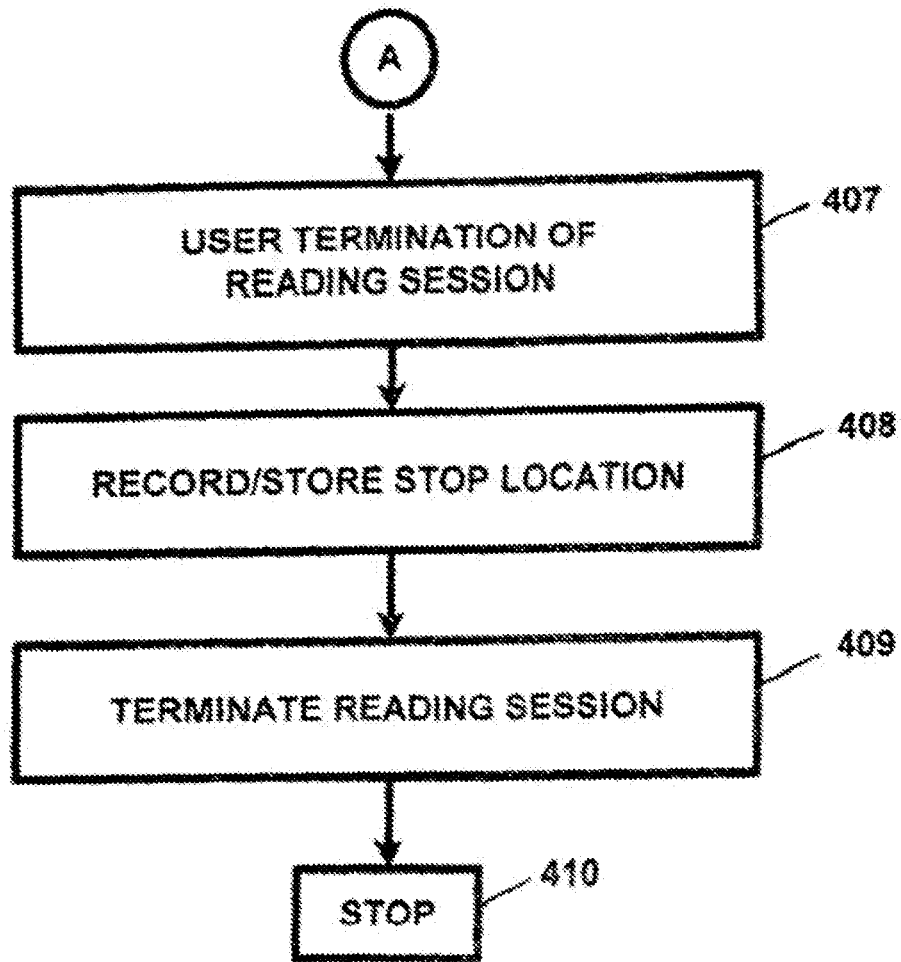 A
USER TERMINATION OF
READING SESSION
407
RECORD/STORE STOP LOCATION
408
TERMINATE READING SESSION
409
STOP
410